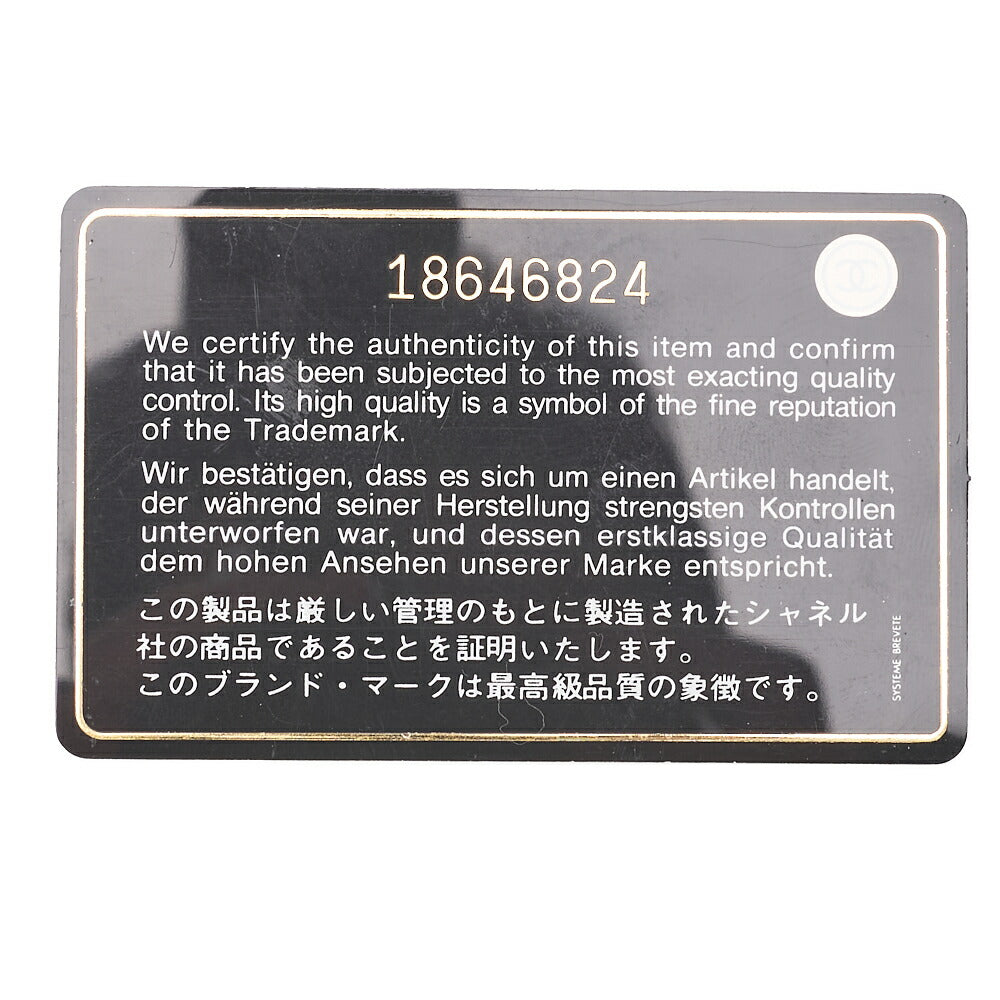 18646824
We certify the authenticity of this item and confirm
that it has been subjected to the most exacting quality
control. Its high quality is a symbol of the fine reputation
of the Trademark.
Wir bestätigen, dass es sich um einen Artikel handelt,
der während seiner Herstellung strengsten Kontrollen
unterworfen war, und dessen erstklassige Qualität
dem hohen Ansehen unserer Marke entspricht.
この製品は厳しい管理のもとに製造されたシャネル
社の商品であることを証明いたします。
このブランド・マークは最高級品質の象徴です。
SYSTEME BREVETE